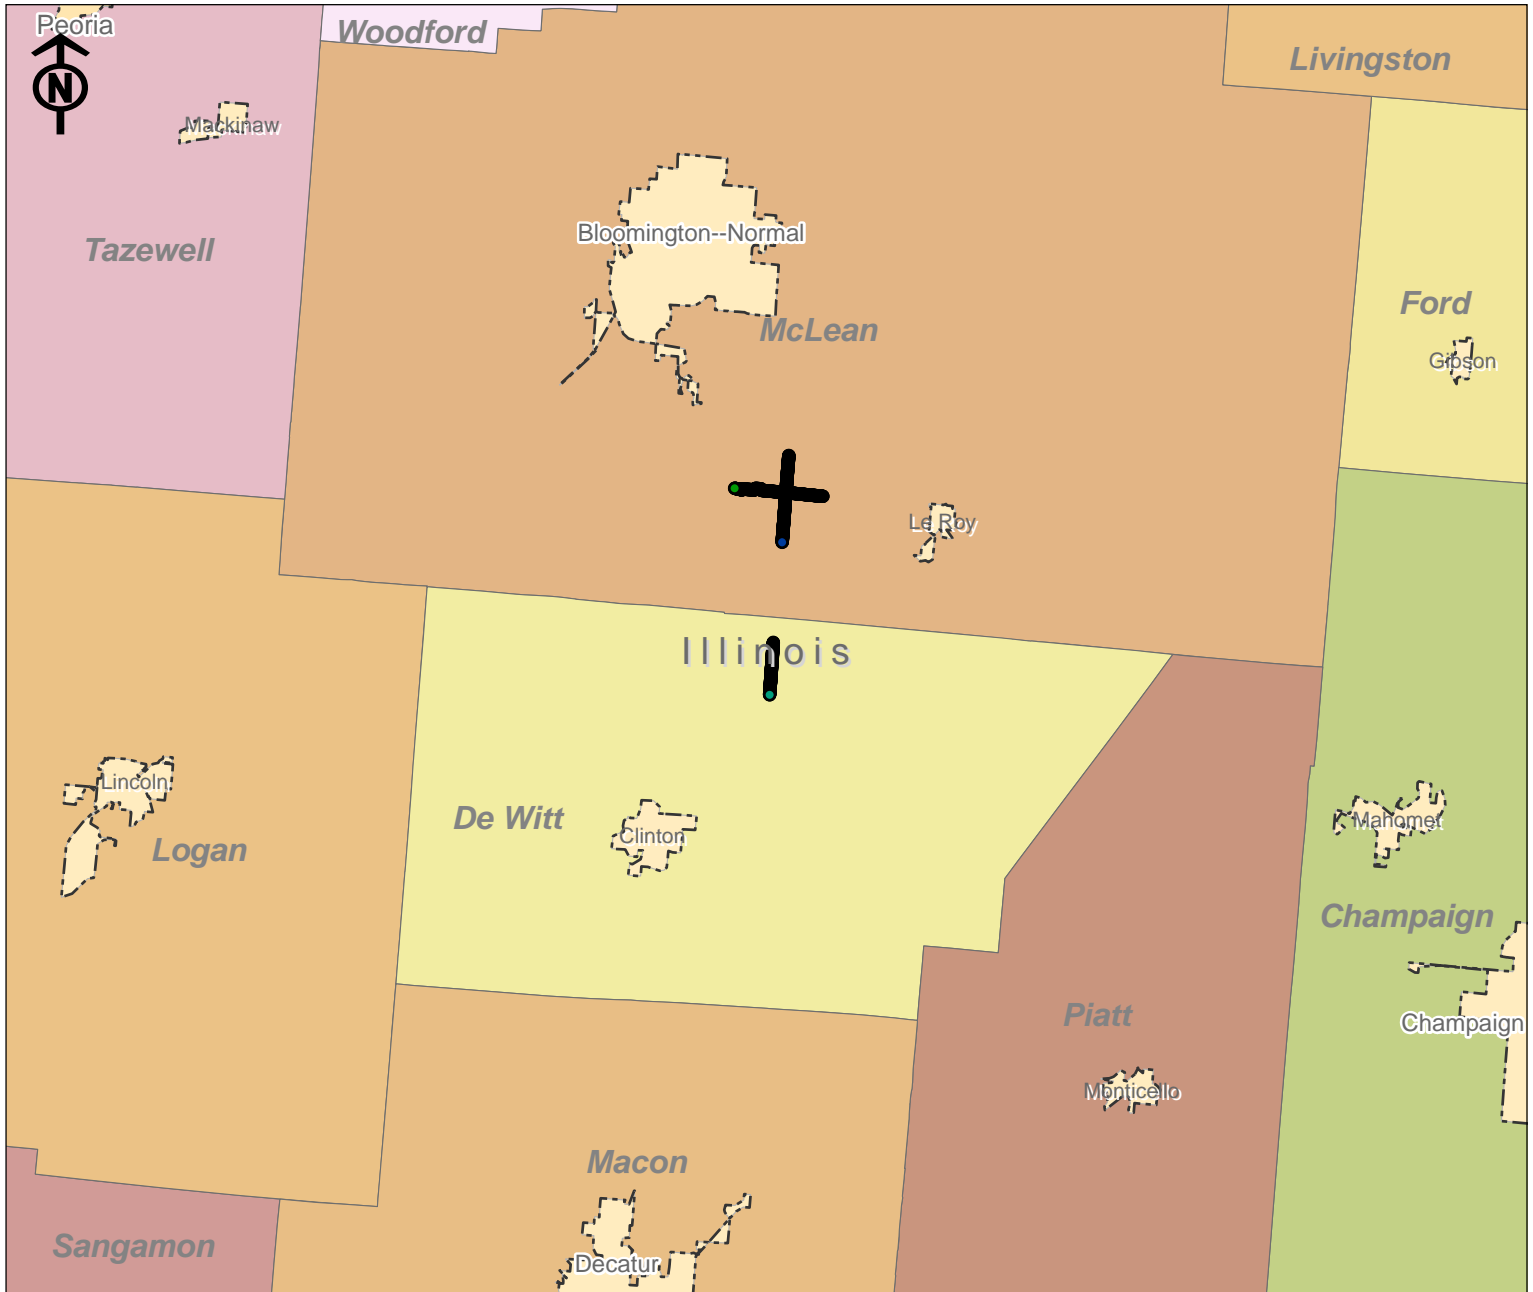 Peoria
Woodford
Livingston
N
Mackinaw
Bloomington--Normal
Tazewell
Ford
McLean
Gibson
Le Roy
Illinois
Lincoln
De Witt
Clinton
Mahomet
Logan
Champaign
Piatt
Champaign
Monticello
Macon
Sangamon
Decatur